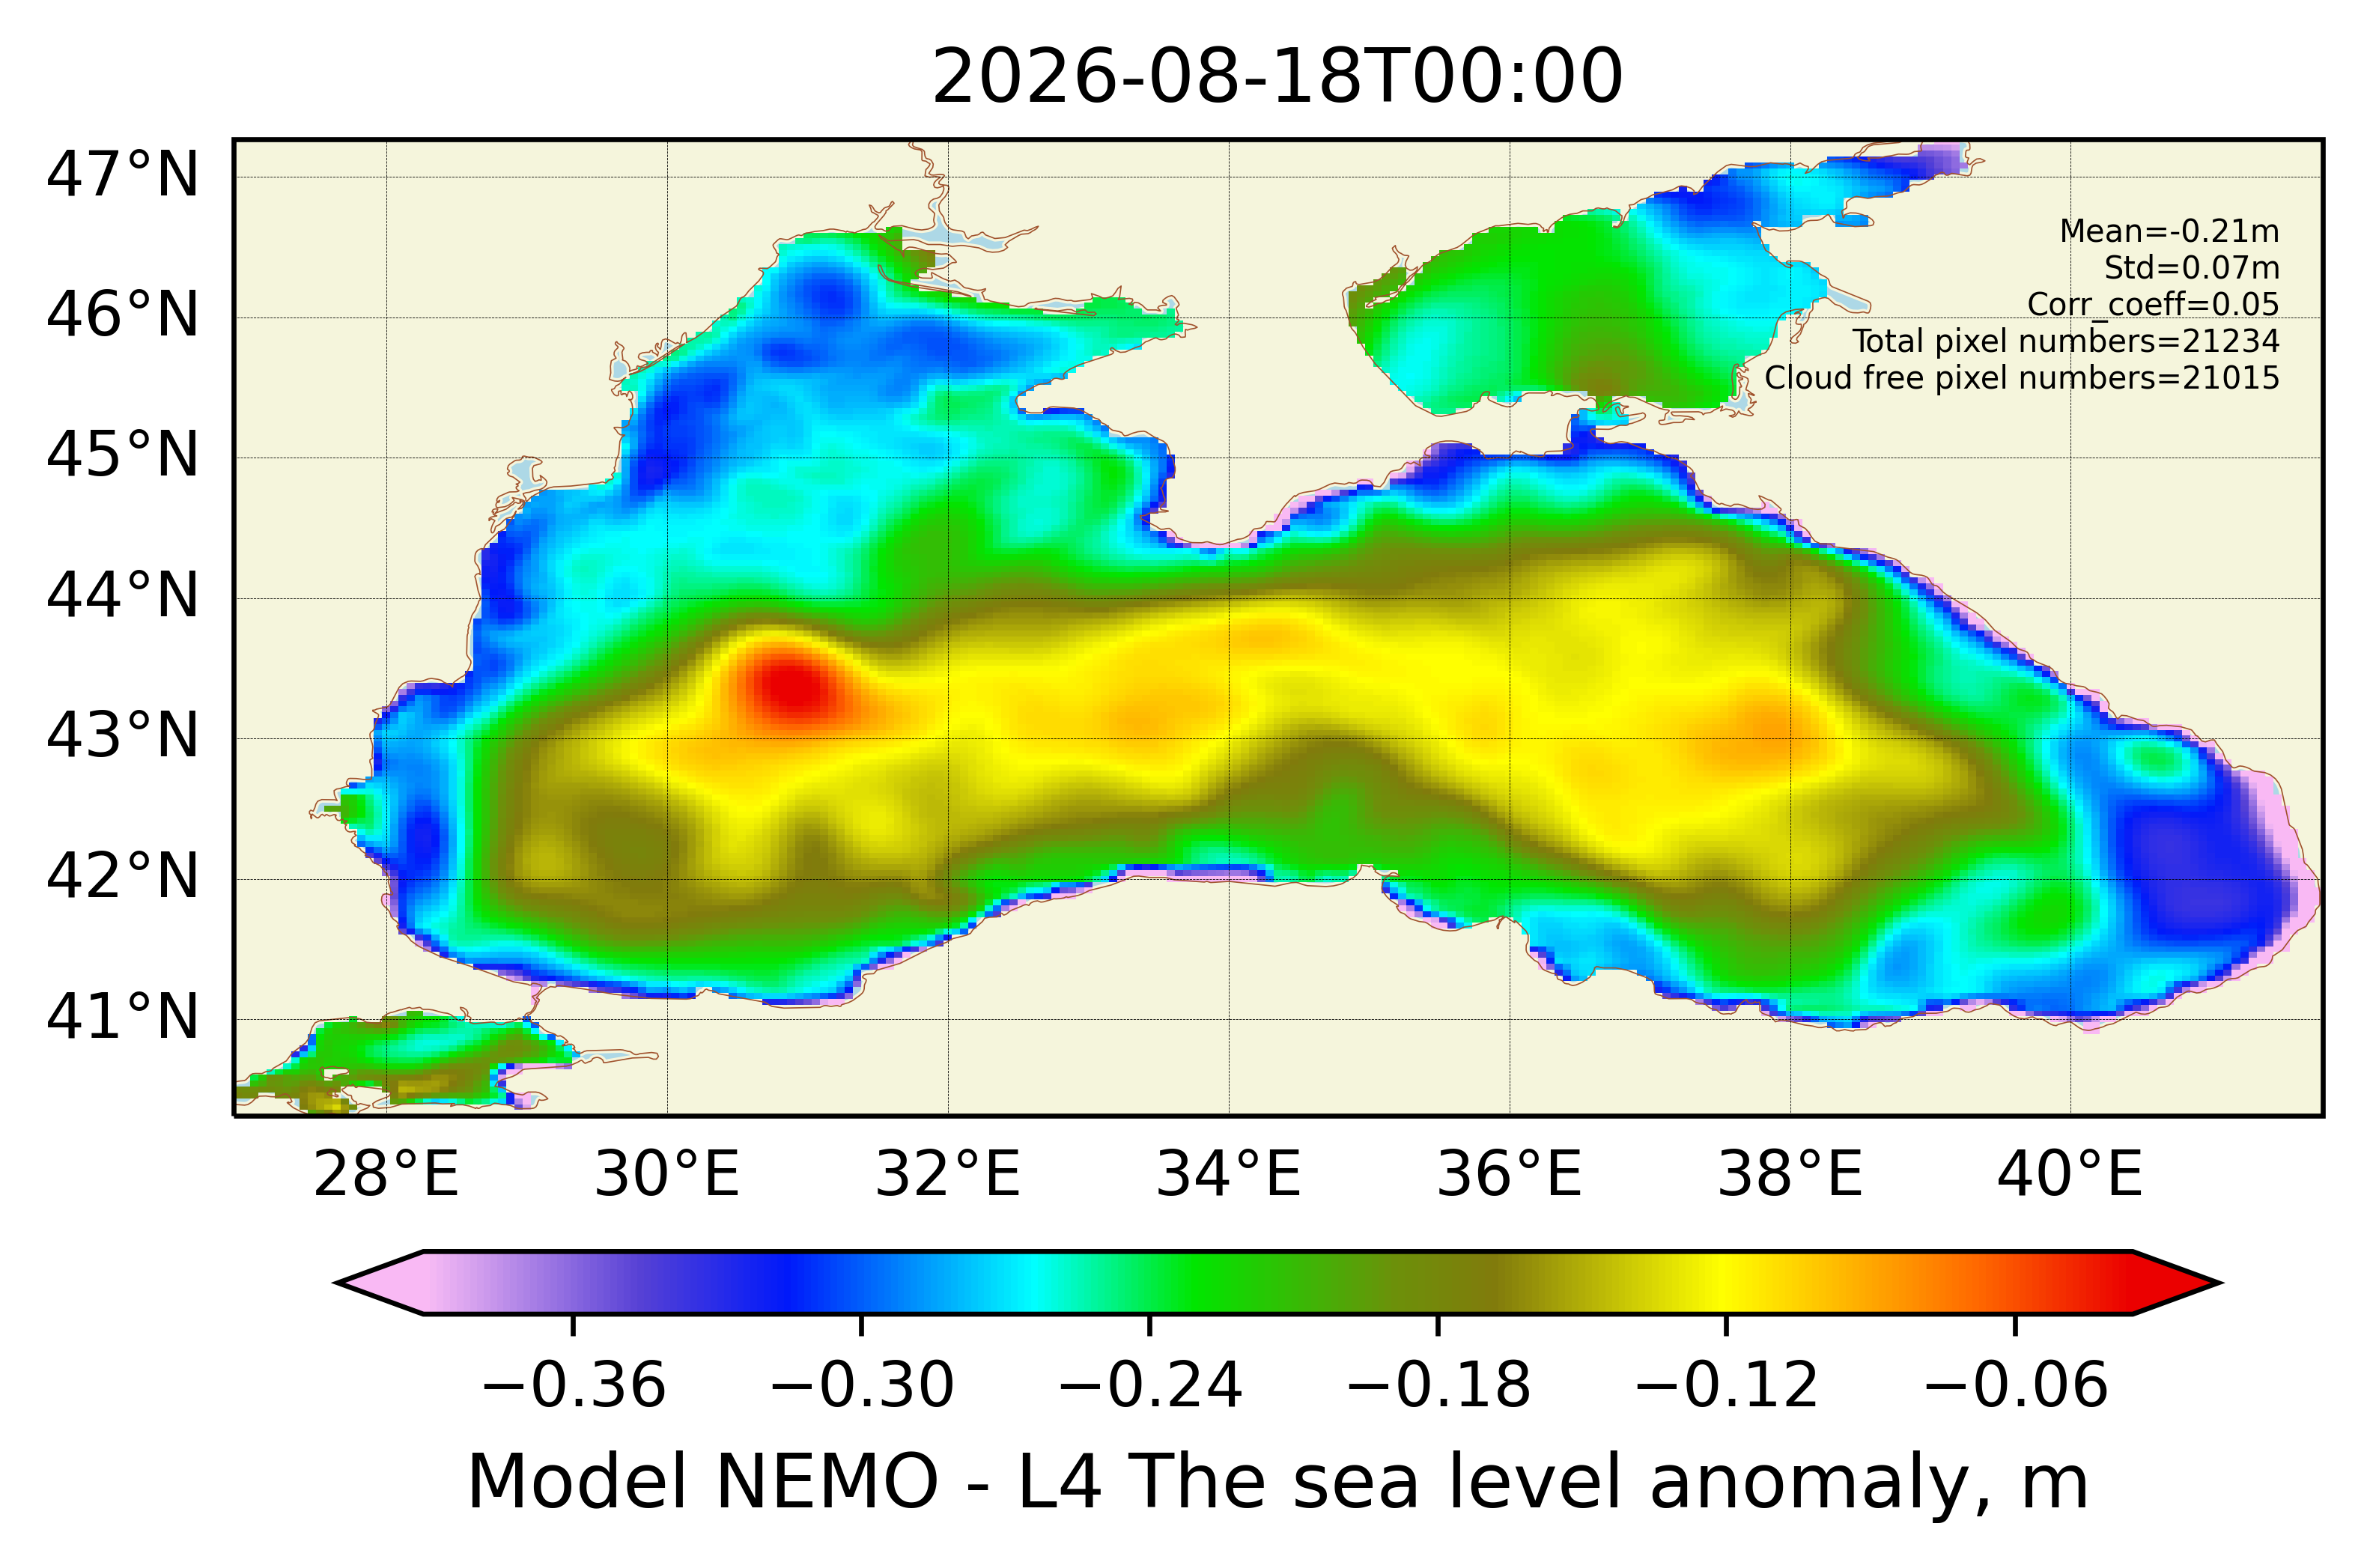 2026-08-18T00:00
47°N
46°N
45°N
44°N
43°N
42°N
41°N
Mean=-0.21m
Std=0.07m
Corr_coeff=0.05
Total pixel numbers=21234
Cloud free pixel numbers=21015
28°E 30°E 32°E 34°E 36°E 38°E 40°E
−0.36 −0.30 −0.24 −0.18 −0.12 −0.06
Model NEMO - L4 The sea level anomaly, m